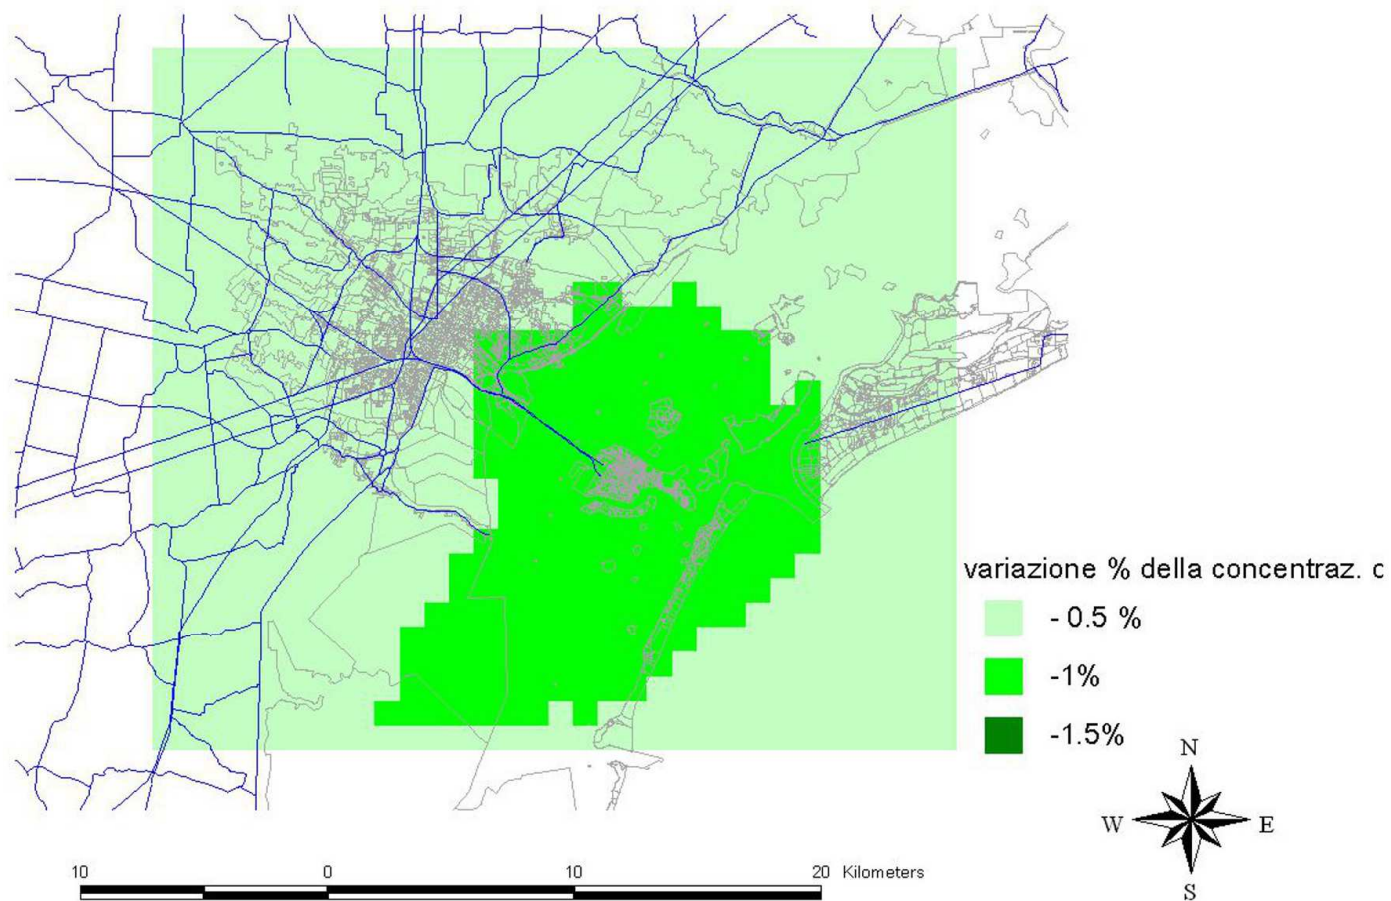 variazione % della concentraz. c
- 0.5 %
-1%
-1.5%
N
W E
S
10 0 10 20 Kilometers